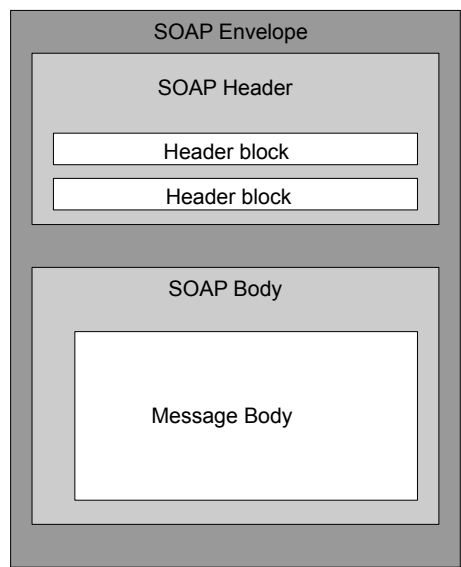 SOAP Envelope
SOAP Header
Header block
Header block
SOAP Body
Message Body